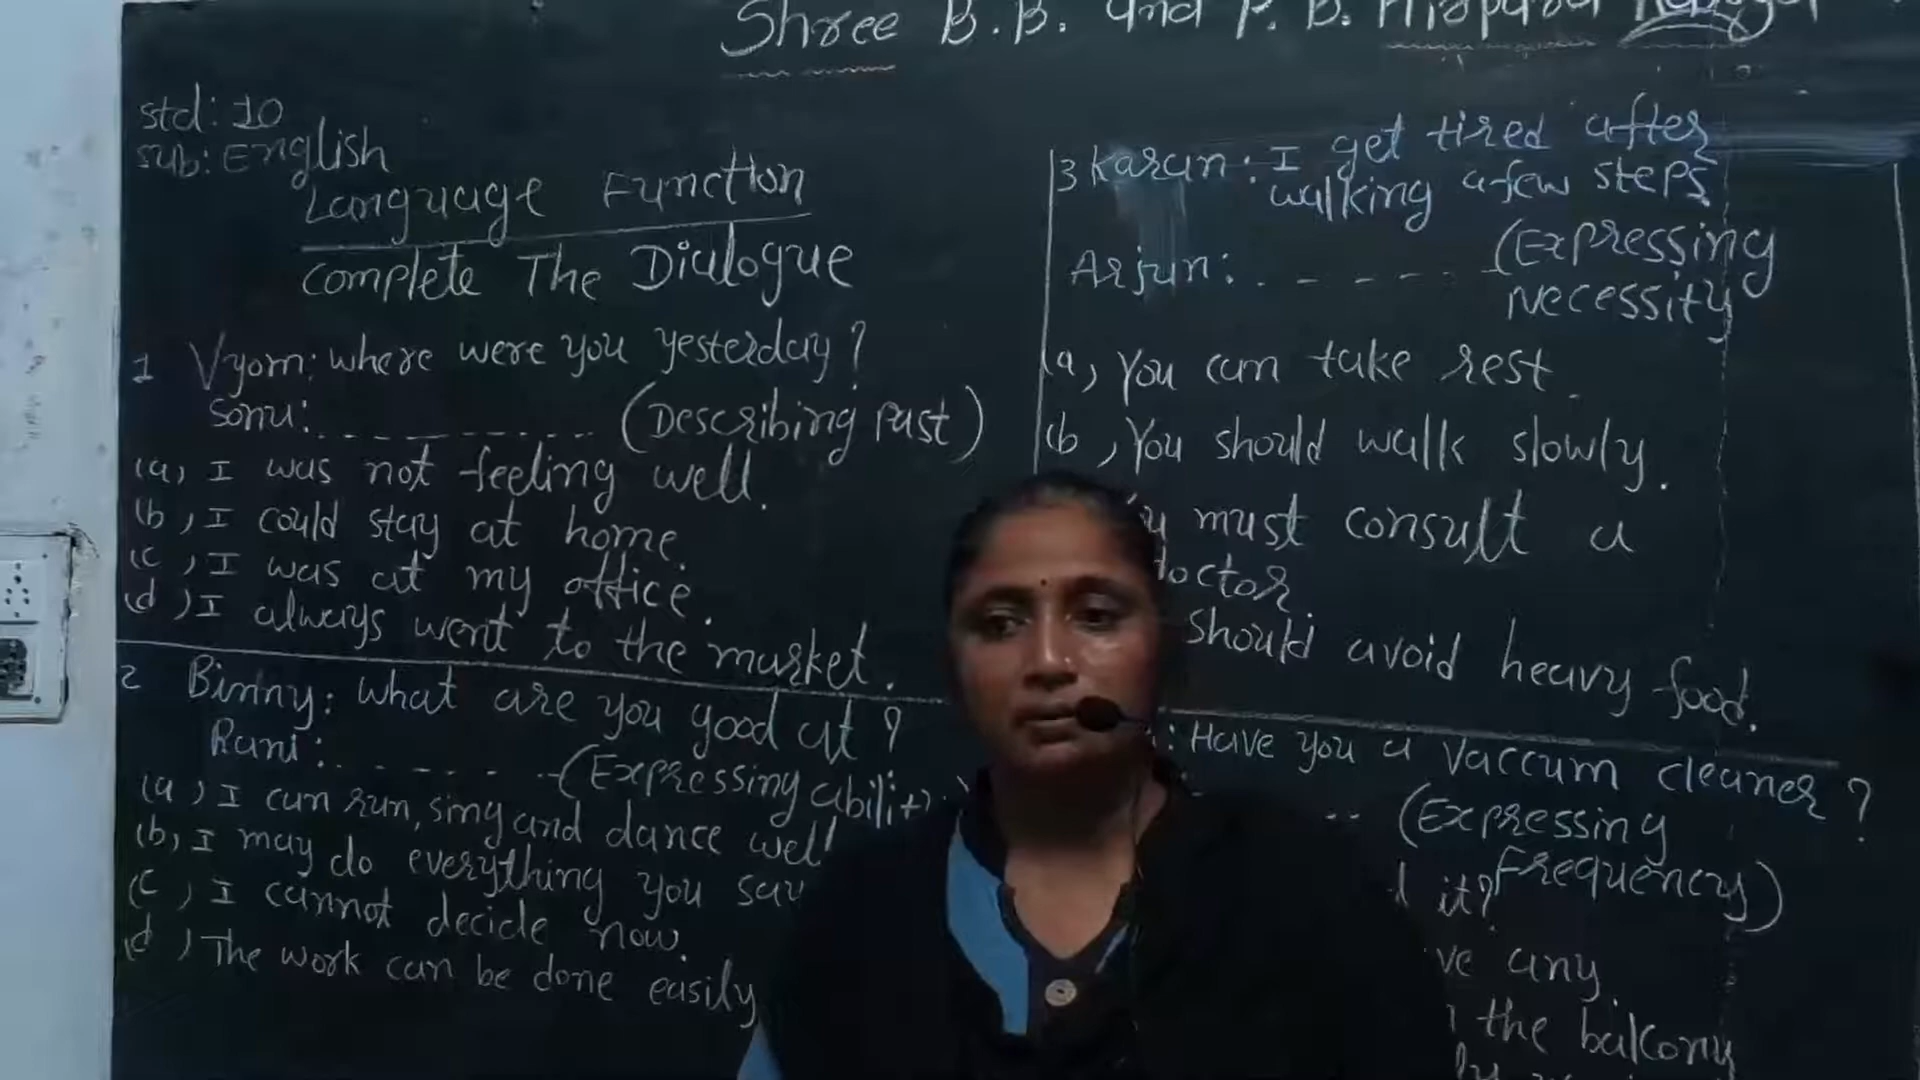 Shree B.B. and P.B. Hirpara
std: 10
sub: English
Language Function
Complete The Dialogue
1 Vyom: where were you yesterday?
Sonu: ............ (Describing past)
(a) I was not feeling well.
(b) I could stay at home.
(c) I was at my office.
(d) I always went to the market.
2 Binny: what are you good at?
Rani: ...... (Expressing
(a) I can run, sing and dance well
(b) I may do everything you say
(c) I cannot decide now.
(d) The work can be done easily
3 Karan: I get tired after
walking a few steps.
Arjun: ...... (Expressing
Necessity
(a) You can take rest.
(b) You should walk slowly.
must consult a
doctor.
should avoid heavy food.
: Have you a vaccum cleaner?
.. (Expressing
Frequency)
it?
any.
the balcony